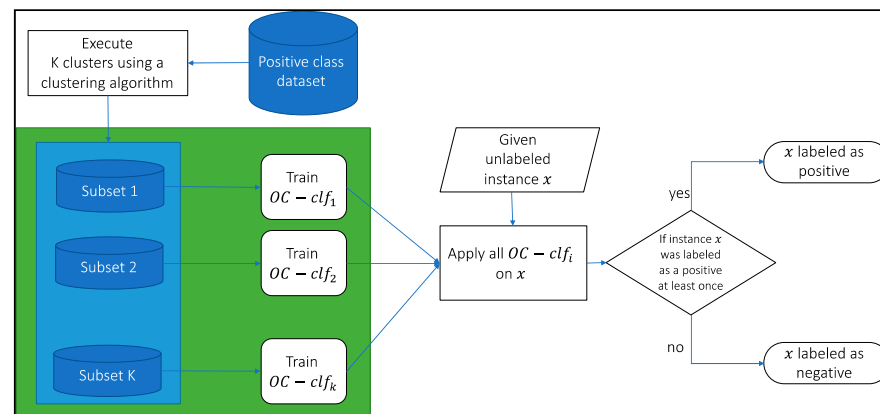 Execute
K clusters using a
clustering algorithm
Positive class
dataset
Subset 1
Subset 2
Subset K
Train
OC − clf₁
Train
OC − clf₂
Train
OC − clfₖ
Given
unlabeled
instance x
Apply all OC − clfᵢ
on x
If instance x
was labeled
as a positive
at least once
yes
no
x labeled as
positive
x labeled as
negative